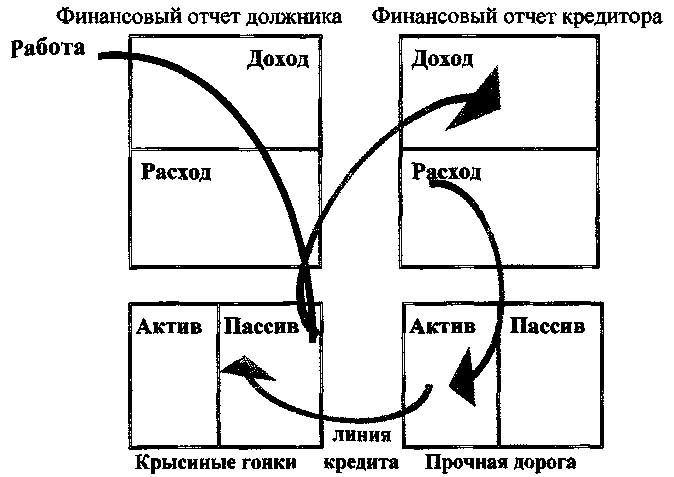 Финансовый отчет должника
Финансовый отчет кредитора
Работа
Доход
Доход
Расход
Расход
Актив
Пассив
Актив
Пассив
линия
кредита
Крысиные гонки
Прочная дорога